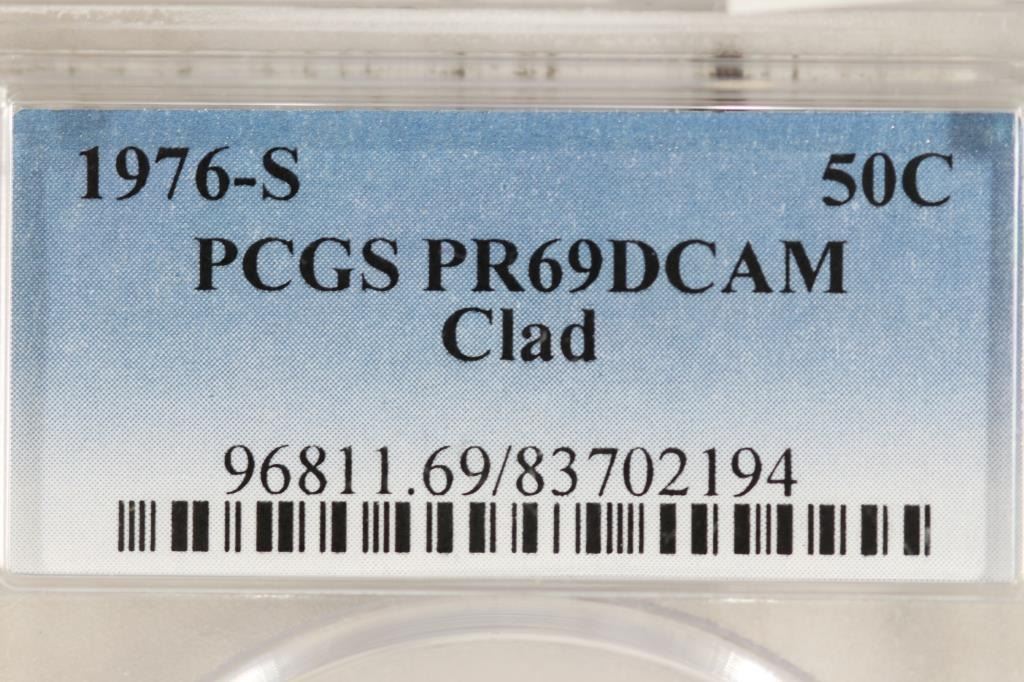 1976-S 50C
PCGS PR69DCAM
Clad
96811.69/83702194